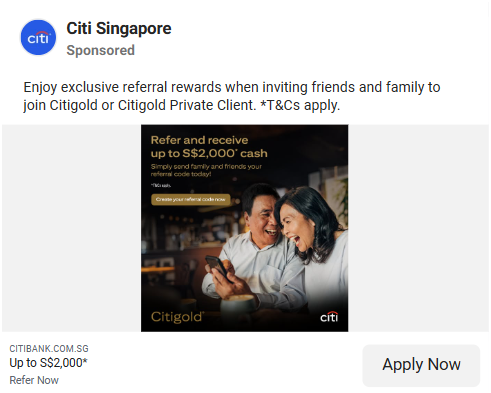 citi
Citi Singapore
Sponsored
Enjoy exclusive referral rewards when inviting friends and family to
join Citigold or Citigold Private Client. *T&Cs apply.
Refer and receive
up to S$2,000* cash
Simply send family and friends your
referral code today!
*T&Cs apply.
Create your referral code now
Citigold
citi
CITIBANK.COM.SG
Up to S$2,000*
Refer Now
Apply Now